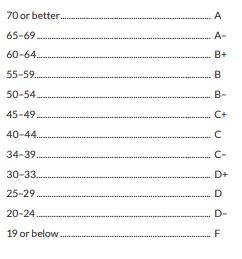 70 or better A
65–69 A–
60–64 B+
55–59 B
50–54 B–
45–49 C+
40–44 C
34–39 C–
30–33 D+
25–29 D
20–24 D–
19 or below F